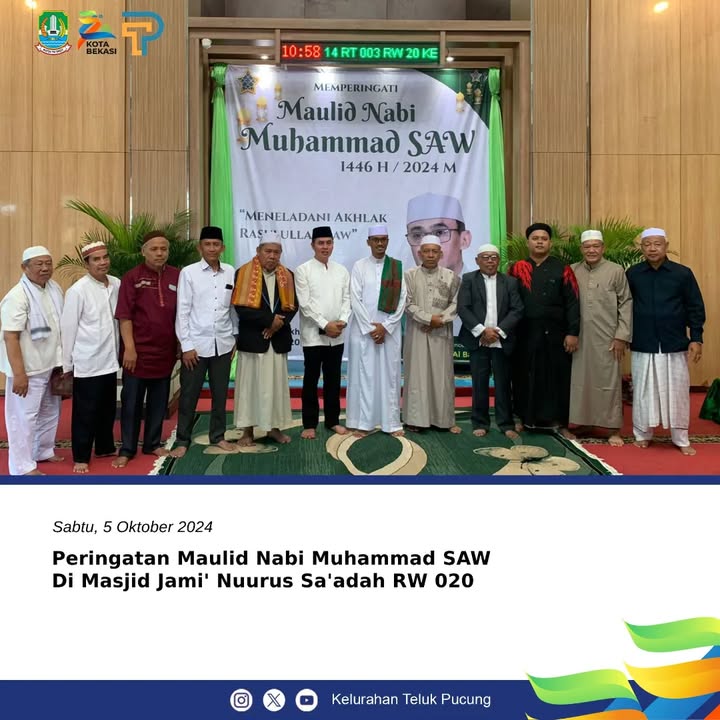 KOTA
BEKASI
10:58 14 RT 003 RW 20 KE
MEMPERINGATI
Maulid Nabi
Muhammad SAW
1446 H / 2024 M
"MENELADANI AKHLAK
Sabtu, 5 Oktober 2024
Peringatan Maulid Nabi Muhammad SAW
Di Masjid Jami' Nuurus Sa'adah RW 020
Kelurahan Teluk Pucung